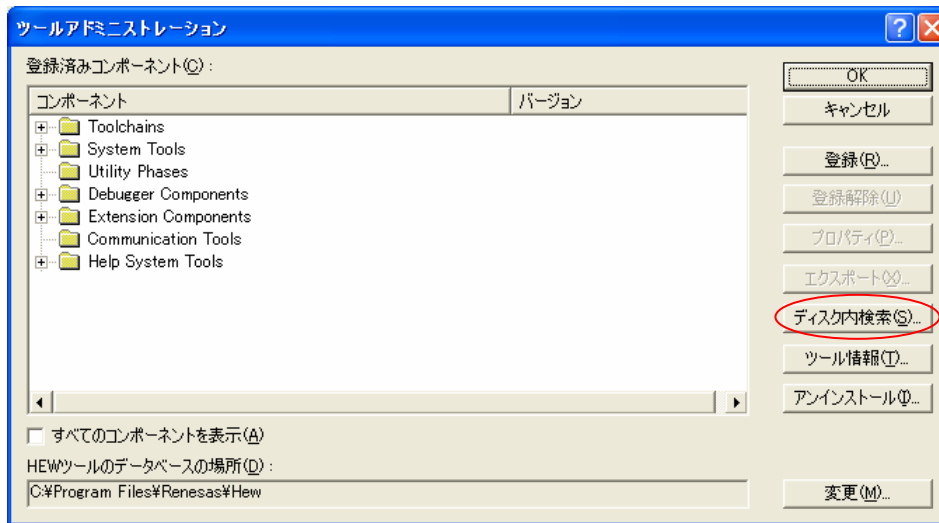 ツールアドミニストレーション
登録済みコンポーネント(C):
コンポーネント バージョン
Toolchains
System Tools
Utility Phases
Debugger Components
Extension Components
Communication Tools
Help System Tools
すべてのコンポーネントを表示(A)
HEWツールのデータベースの場所(D):
C:¥Program Files¥Renesas¥Hew
OK
キャンセル
登録(R)...
登録解除(U)
プロパティ(P)...
エクスポート(X)...
ディスク内検索(S)...
ツール情報(T)...
アンインストール(I)...
変更(M)...